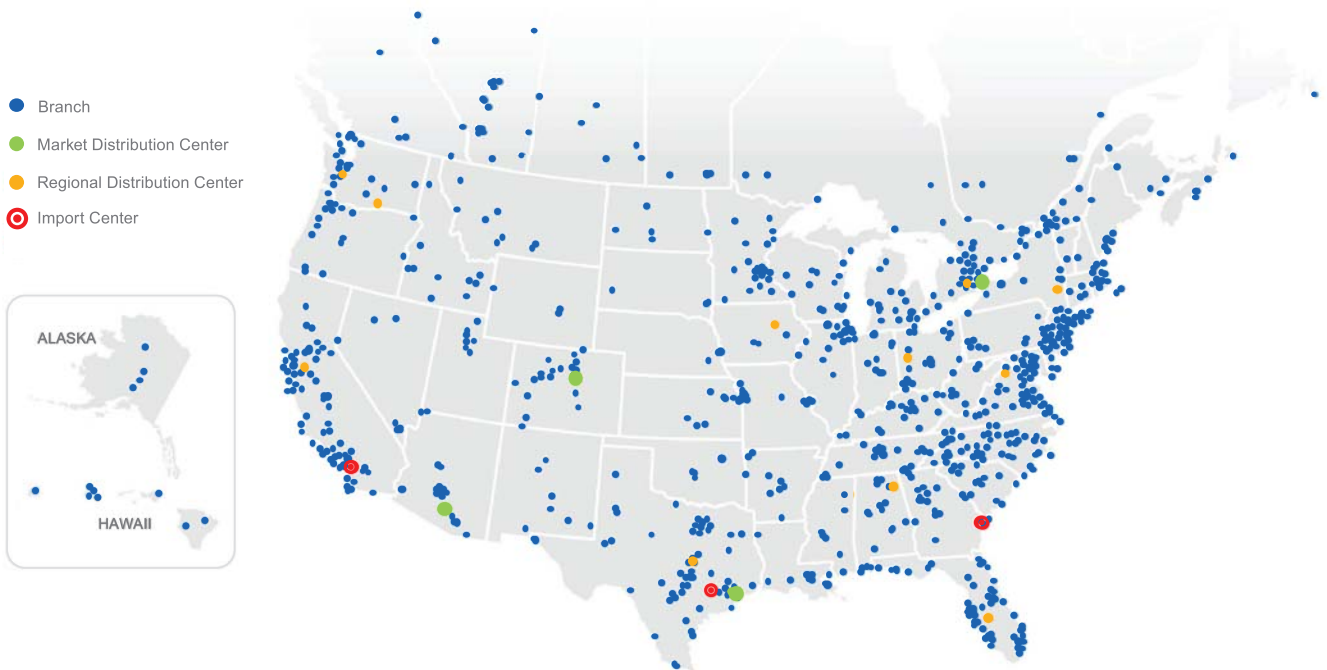 Branch
Market Distribution Center
Regional Distribution Center
Import Center
ALASKA
HAWAII